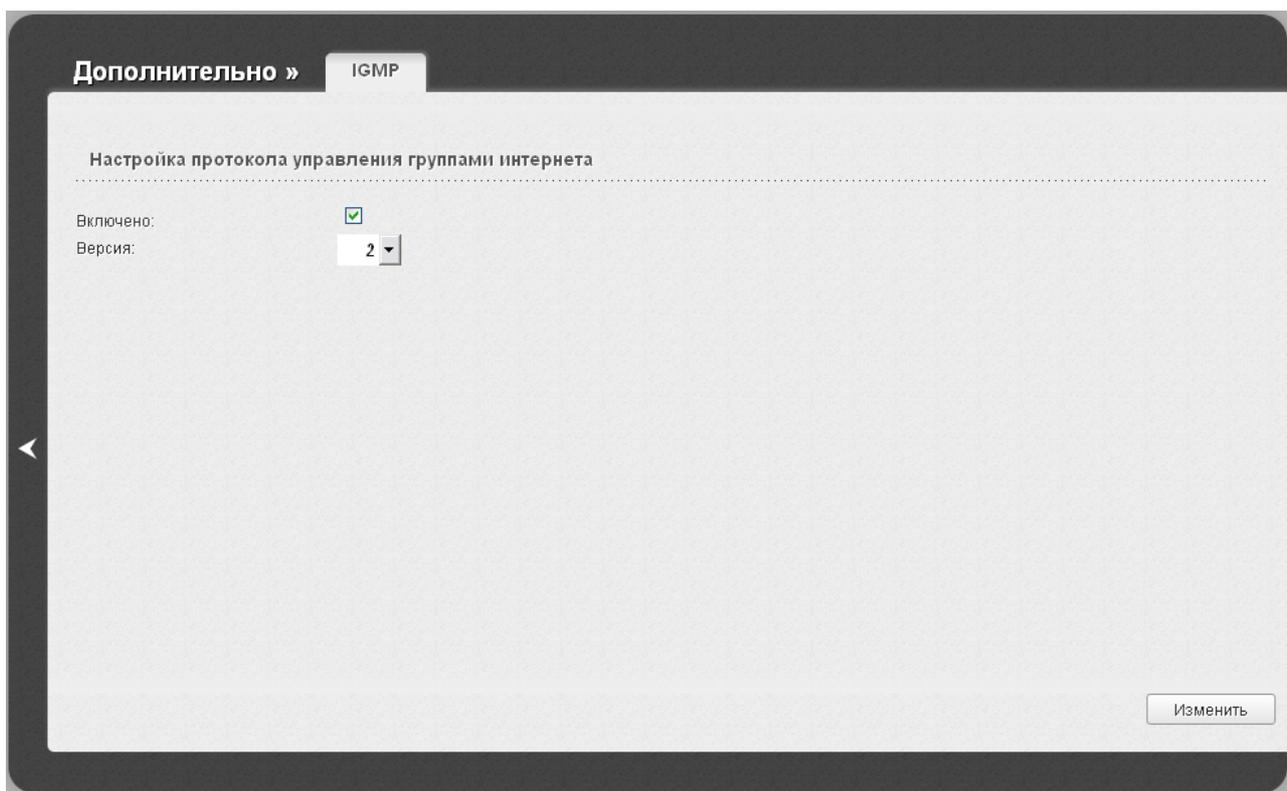 Дополнительно »
IGMP
Настройка протокола управления группами интернета
Включено:
Версия:
2
Изменить